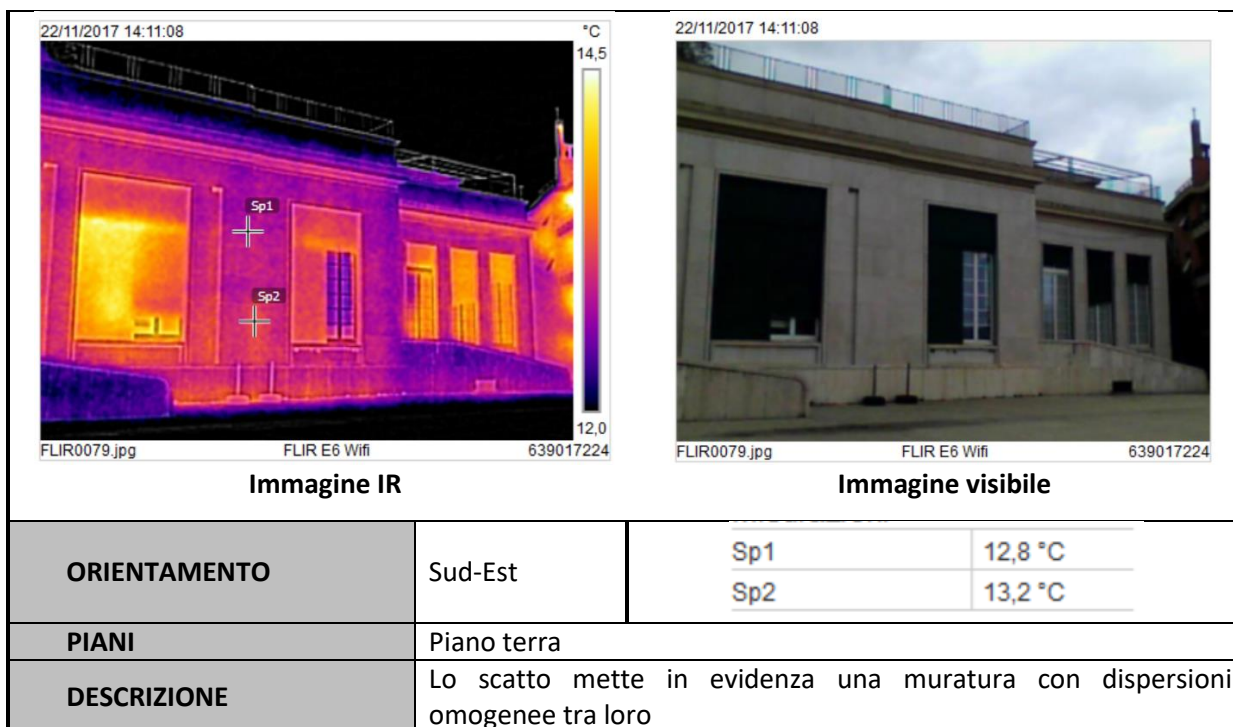 22/11/2017 14:11:08
°C
14,5
Sp1
Sp2
12,0
FLIR0079.jpg
FLIR E6 Wifi
639017224
Immagine IR
22/11/2017 14:11:08
FLIR0079.jpg
FLIR E6 Wifi
639017224
Immagine visibile
ORIENTAMENTO
Sud-Est
Sp1
12,8 °C
Sp2
13,2 °C
PIANI
Piano terra
DESCRIZIONE
Lo scatto mette in evidenza una muratura con dispersioni
omogenee tra loro